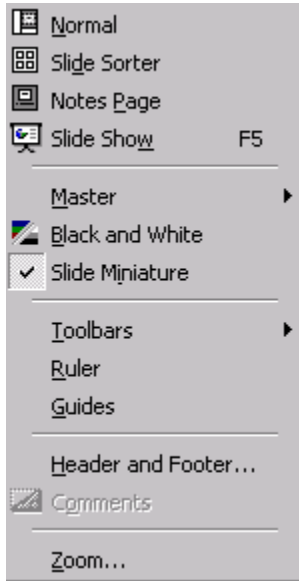 Normal
Slide Sorter
Notes Page
Slide Show F5
Master
Black and White
Slide Miniature
Toolbars
Ruler
Guides
Header and Footer...
Comments
Zoom...